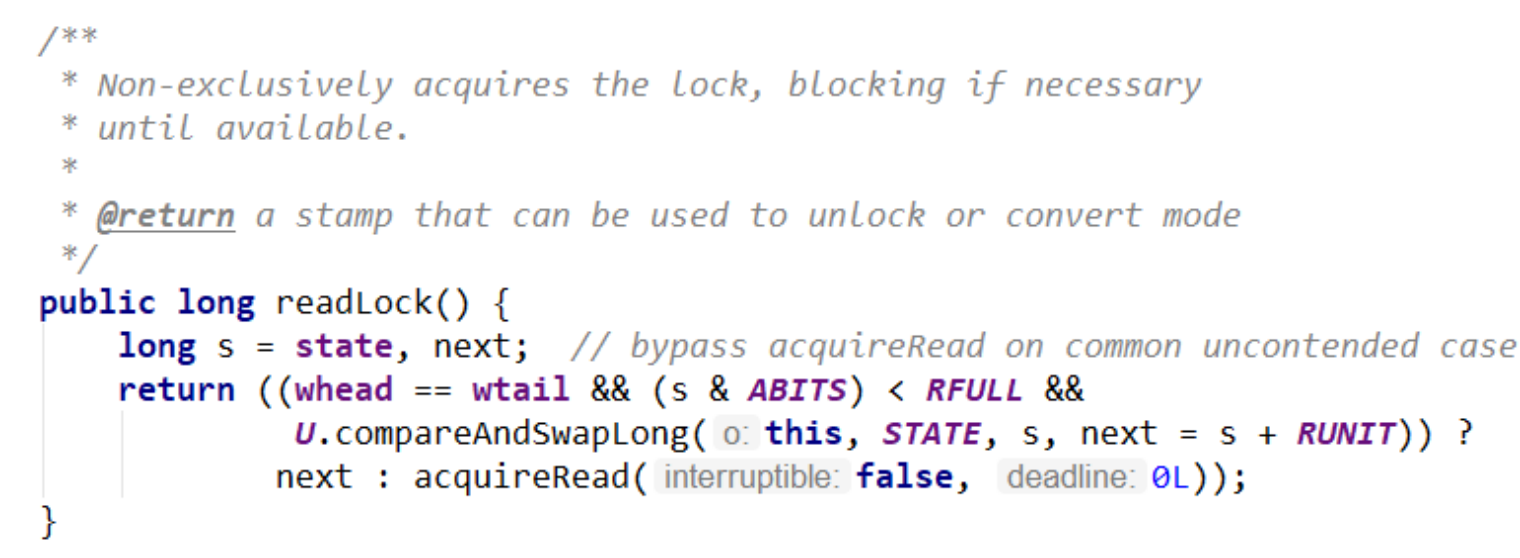 /**
 * Non-exclusively acquires the lock, blocking if necessary
 * until available.
 *
 * @return a stamp that can be used to unlock or convert mode
 */
public long readLock() {
    long s = state, next;  // bypass acquireRead on common uncontended case
    return ((whead == wtail && (s & ABITS) < RFULL &&
             U.compareAndSwapLong( o: this, STATE, s, next = s + RUNIT)) ?
            next : acquireRead( interruptible: false,  deadline: 0L));
}